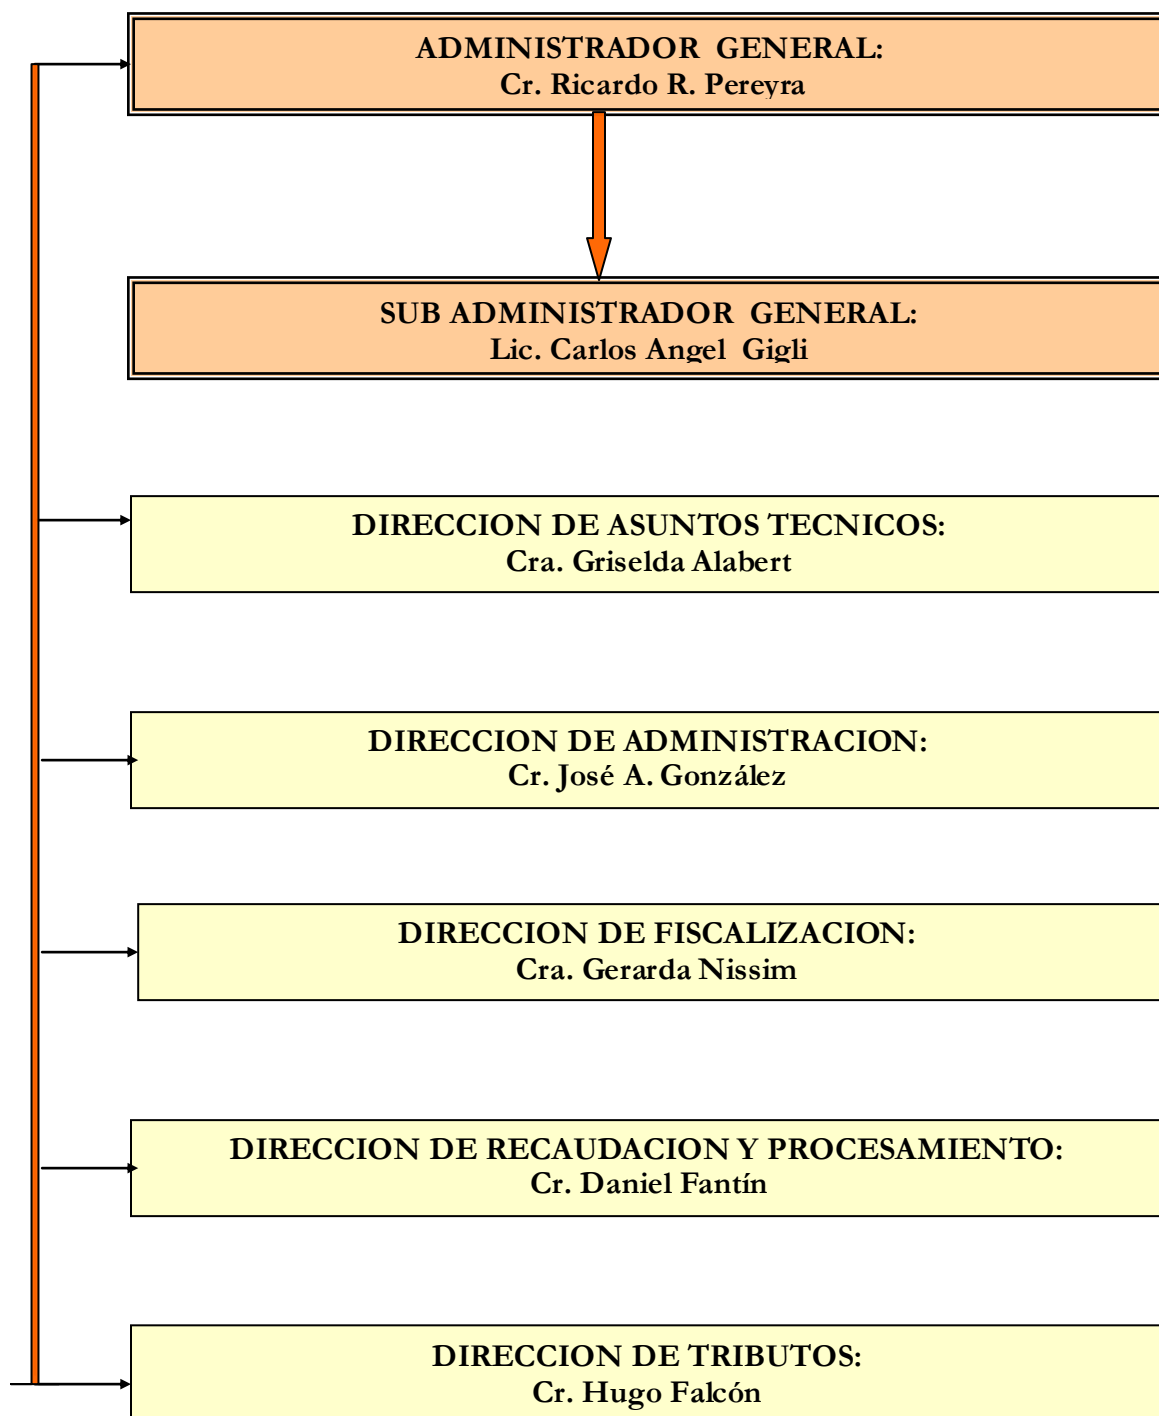 ADMINISTRADOR GENERAL:
Cr. Ricardo R. Pereyra
SUB ADMINISTRADOR GENERAL:
Lic. Carlos Angel Gigli
DIRECCION DE ASUNTOS TECNICOS:
Cra. Griselda Alabert
DIRECCION DE ADMINISTRACION:
Cr. José A. González
DIRECCION DE FISCALIZACION:
Cra. Gerarda Nissim
DIRECCION DE RECAUDACION Y PROCESAMIENTO:
Cr. Daniel Fantín
DIRECCION DE TRIBUTOS:
Cr. Hugo Falcón